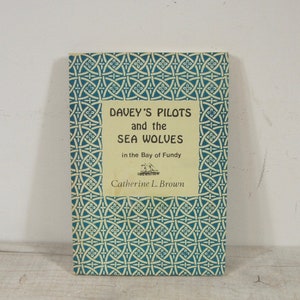 DAVEY'S PILOTS
and the
SEA WOLVES
in the Bay of Fundy
Catherine L. Brown